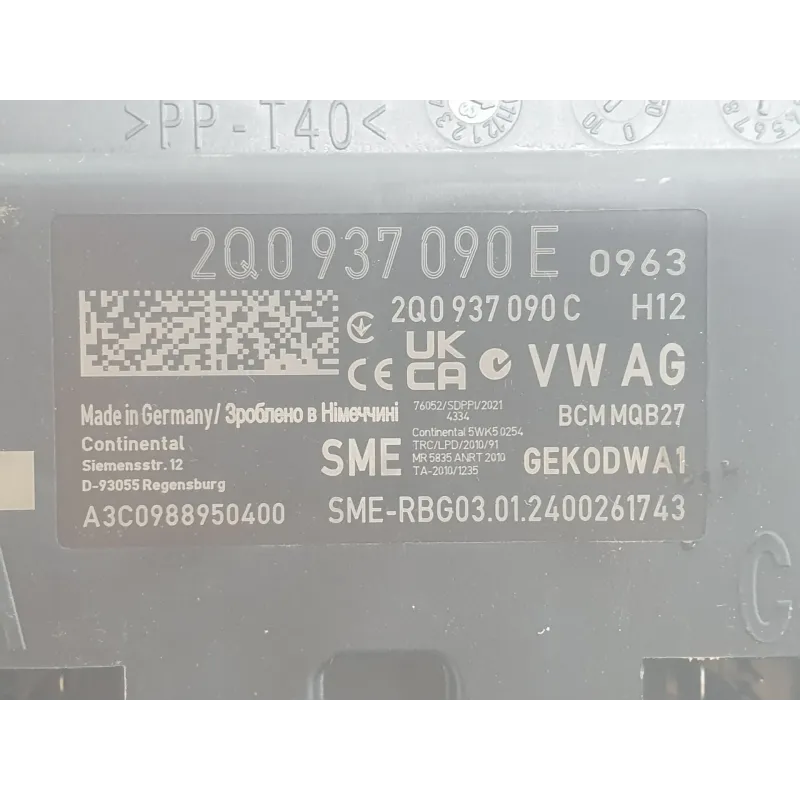 >PP-T40<
2Q0 937 090 E 0963
2Q0 937 090 C H12
CE UK CA VW AG
Made in Germany/ Зроблено в Німеччині
76052/SDPPI/2021
4334
BCM MQB27
Continental
Siemensstr. 12
D-93055 Regensburg
SME
Continental 5WK5 0254
TRC/LPD/2010/91
MR 5835 ANRT 2010
TA-2010/1235
GEK0DWA1
A3C0988950400 SME-RBG03.01.2400261743
C